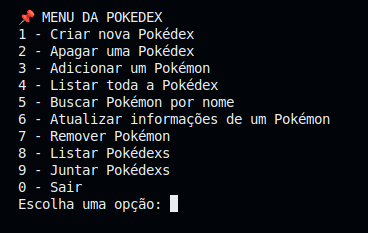 📌 MENU DA POKEDEX
1 - Criar nova Pokédex
2 - Apagar uma Pokédex
3 - Adicionar um Pokémon
4 - Listar toda a Pokédex
5 - Buscar Pokémon por nome
6 - Atualizar informações de um Pokémon
7 - Remover Pokémon
8 - Listar Pokédexs
9 - Juntar Pokédexs
0 - Sair
Escolha uma opção: